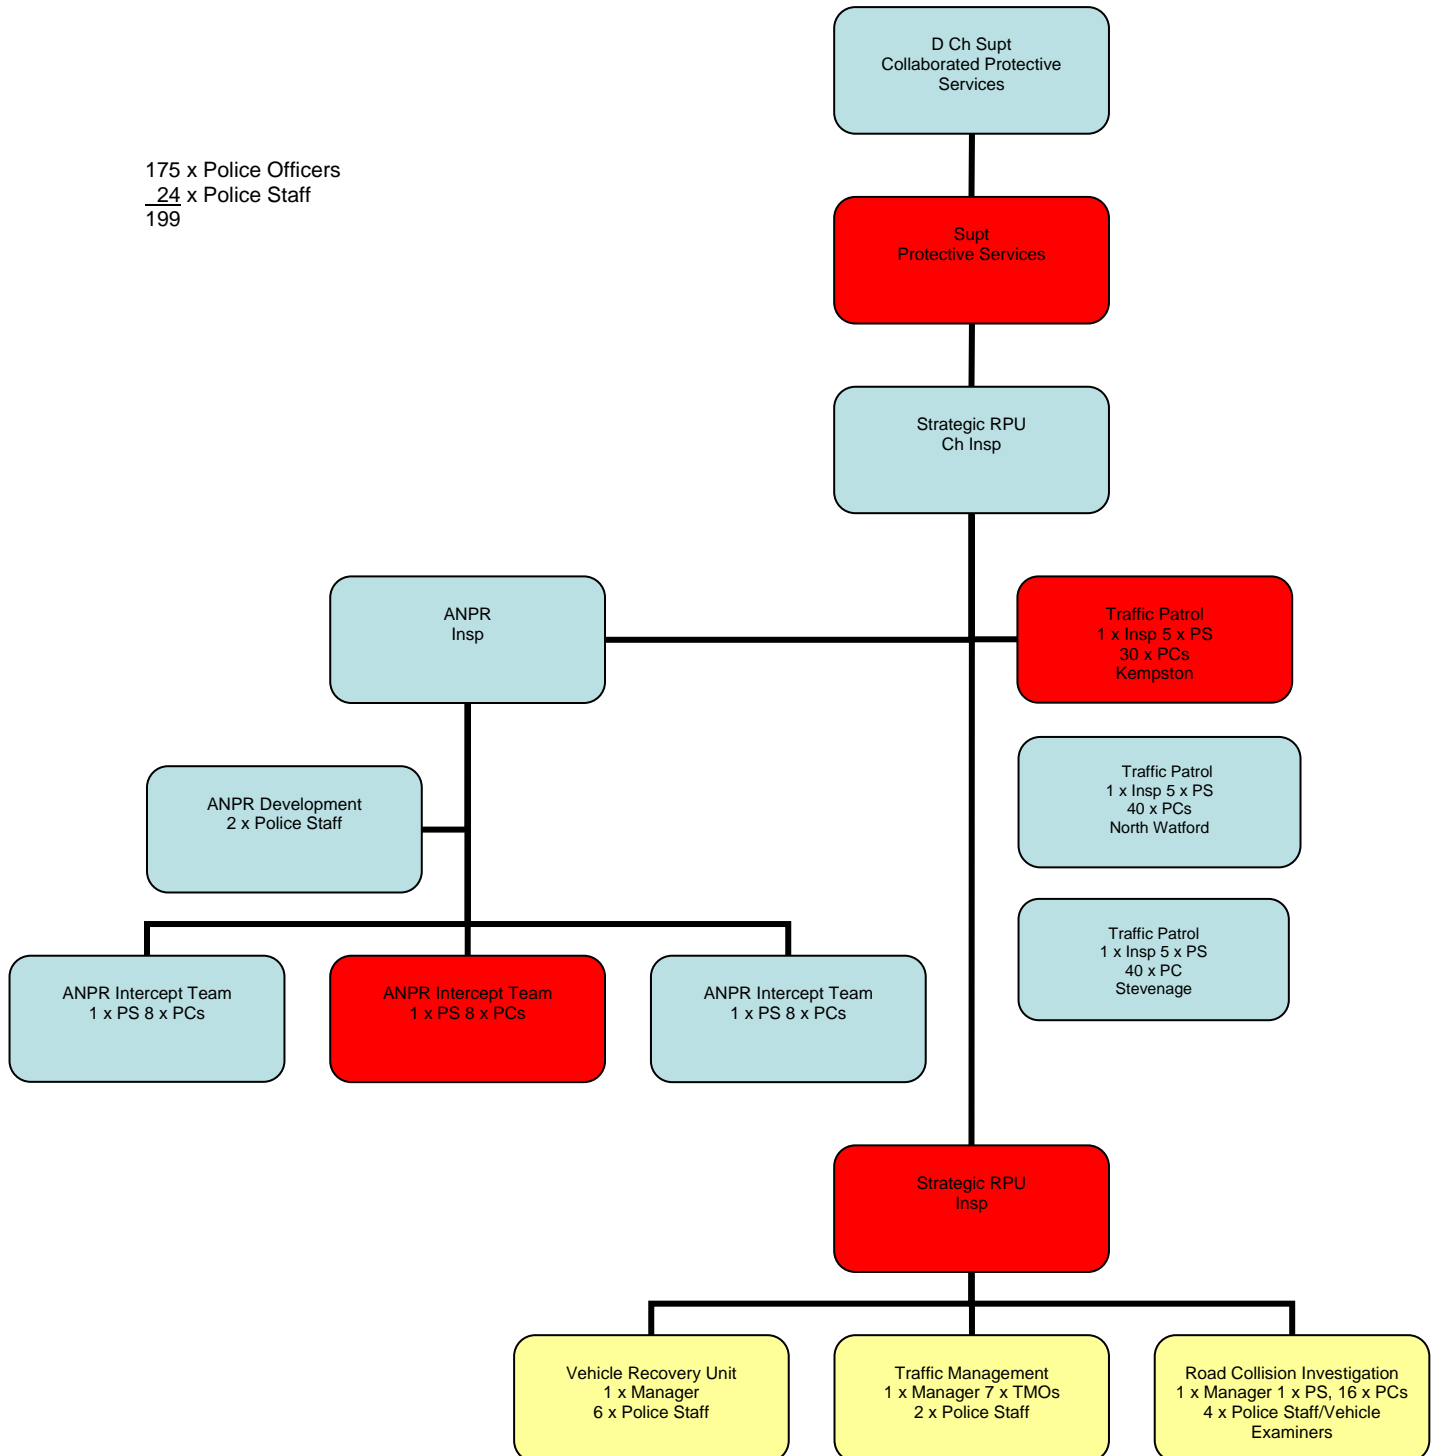 D Ch Supt
Collaborated Protective
Services
175 x Police Officers
24 x Police Staff
199
Supt
Protective Services
Strategic RPU
Ch Insp
ANPR
Insp
Traffic Patrol
1 x Insp 5 x PS
30 x PCs
Kempston
Traffic Patrol
1 x Insp 5 x PS
40 x PCs
North Watford
ANPR Development
2 x Police Staff
Traffic Patrol
1 x Insp 5 x PS
40 x PC
Stevenage
ANPR Intercept Team
1 x PS 8 x PCs
ANPR Intercept Team
1 x PS 8 x PCs
ANPR Intercept Team
1 x PS 8 x PCs
Strategic RPU
Insp
Vehicle Recovery Unit
1 x Manager
6 x Police Staff
Traffic Management
1 x Manager 7 x TMOs
2 x Police Staff
Road Collision Investigation
1 x Manager 1 x PS, 16 x PCs
4 x Police Staff/Vehicle
Examiners